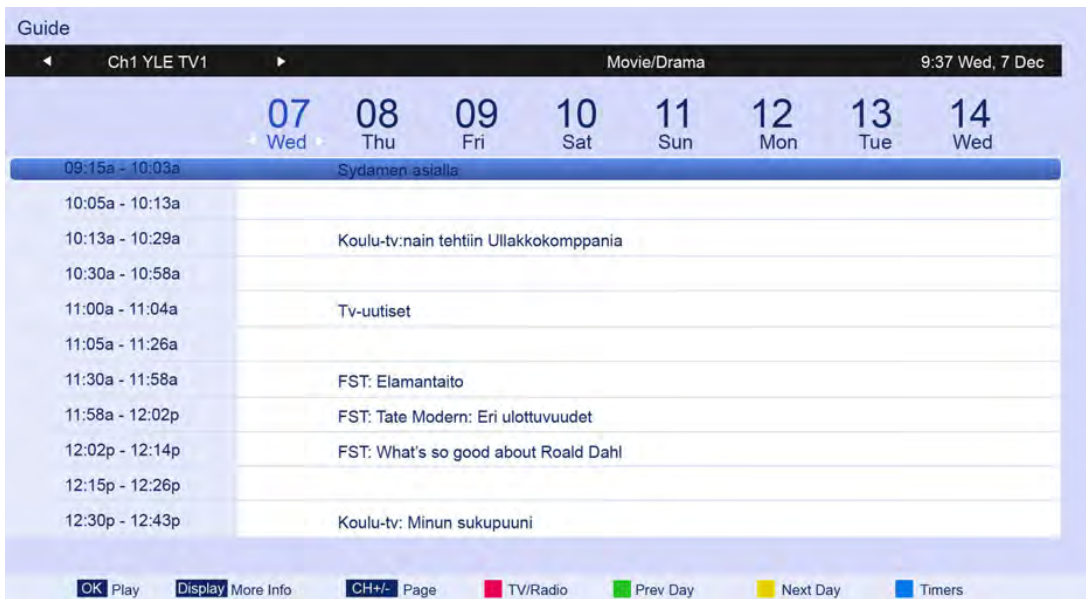 Guide
Ch1 YLE TV1 Movie/Drama 9:37 Wed, 7 Dec
07 08 09 10 11 12 13 14
Wed Thu Fri Sat Sun Mon Tue Wed
09:15a - 10:03a Sydamen asialla
10:05a - 10:13a
10:13a - 10:29a Koulu-tv:nain tehtiin Ullakkokomppania
10:30a - 10:58a
11:00a - 11:04a Tv-uutiset
11:05a - 11:26a
11:30a - 11:58a FST: Elamantaito
11:58a - 12:02p FST: Tate Modern: Eri ulottuvuudet
12:02p - 12:14p FST: What's so good about Roald Dahl
12:15p - 12:26p
12:30p - 12:43p Koulu-tv: Minun sukupuuni
OK Play Display More Info CH+/- Page TV/Radio Prev Day Next Day Timers